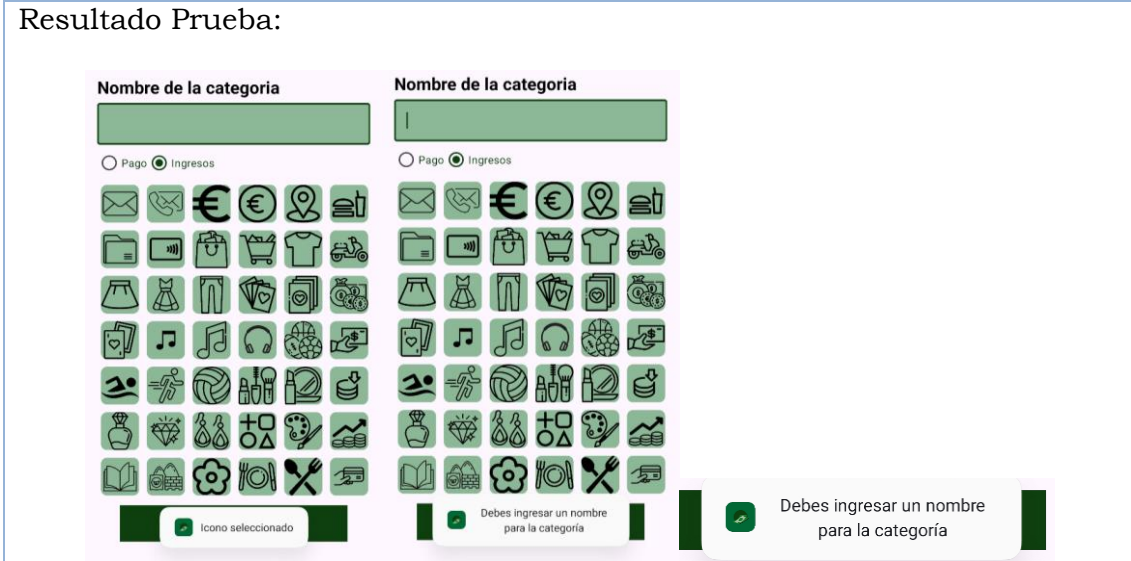 Resultado Prueba:
Nombre de la categoria
Pago Ingresos
Icono seleccionado
Nombre de la categoria
Pago Ingresos
Debes ingresar un nombre
para la categoría
Debes ingresar un nombre
para la categoría